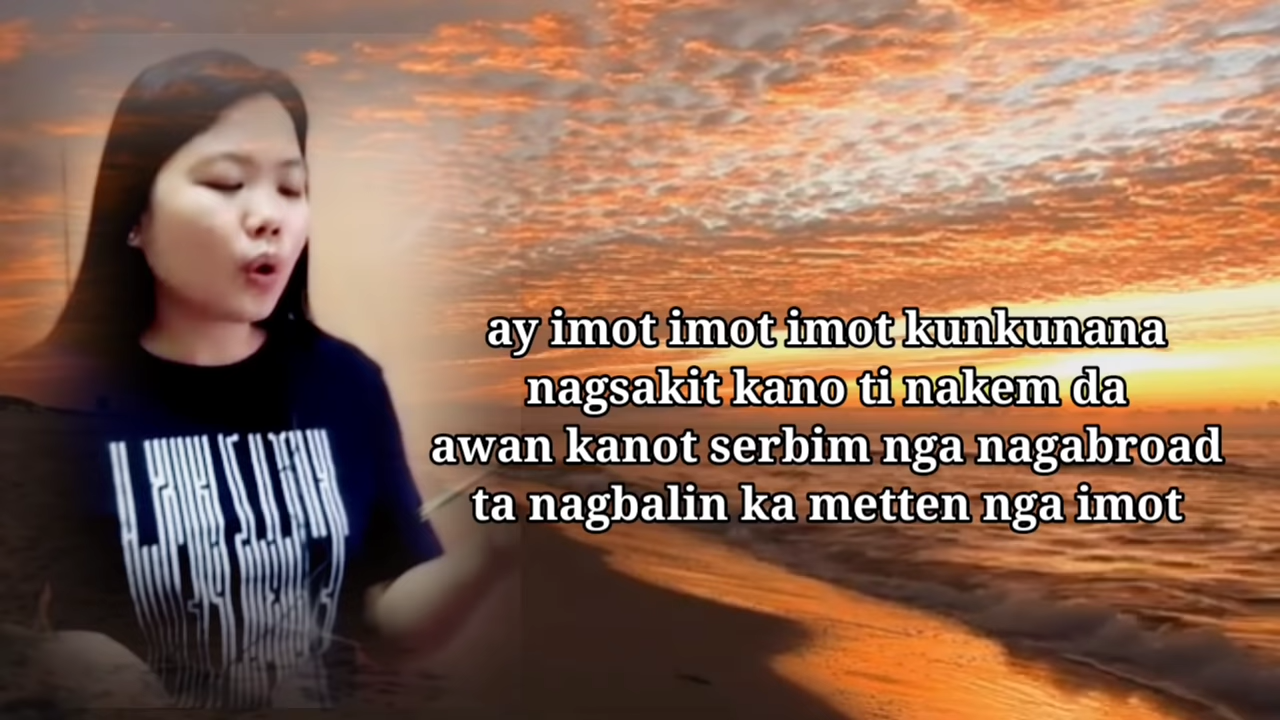 ay imot imot imot kunkunana
nagsakit kano ti nakem da
awan kanot serbim nga nagabroad
ta nagbalin ka metten nga imot